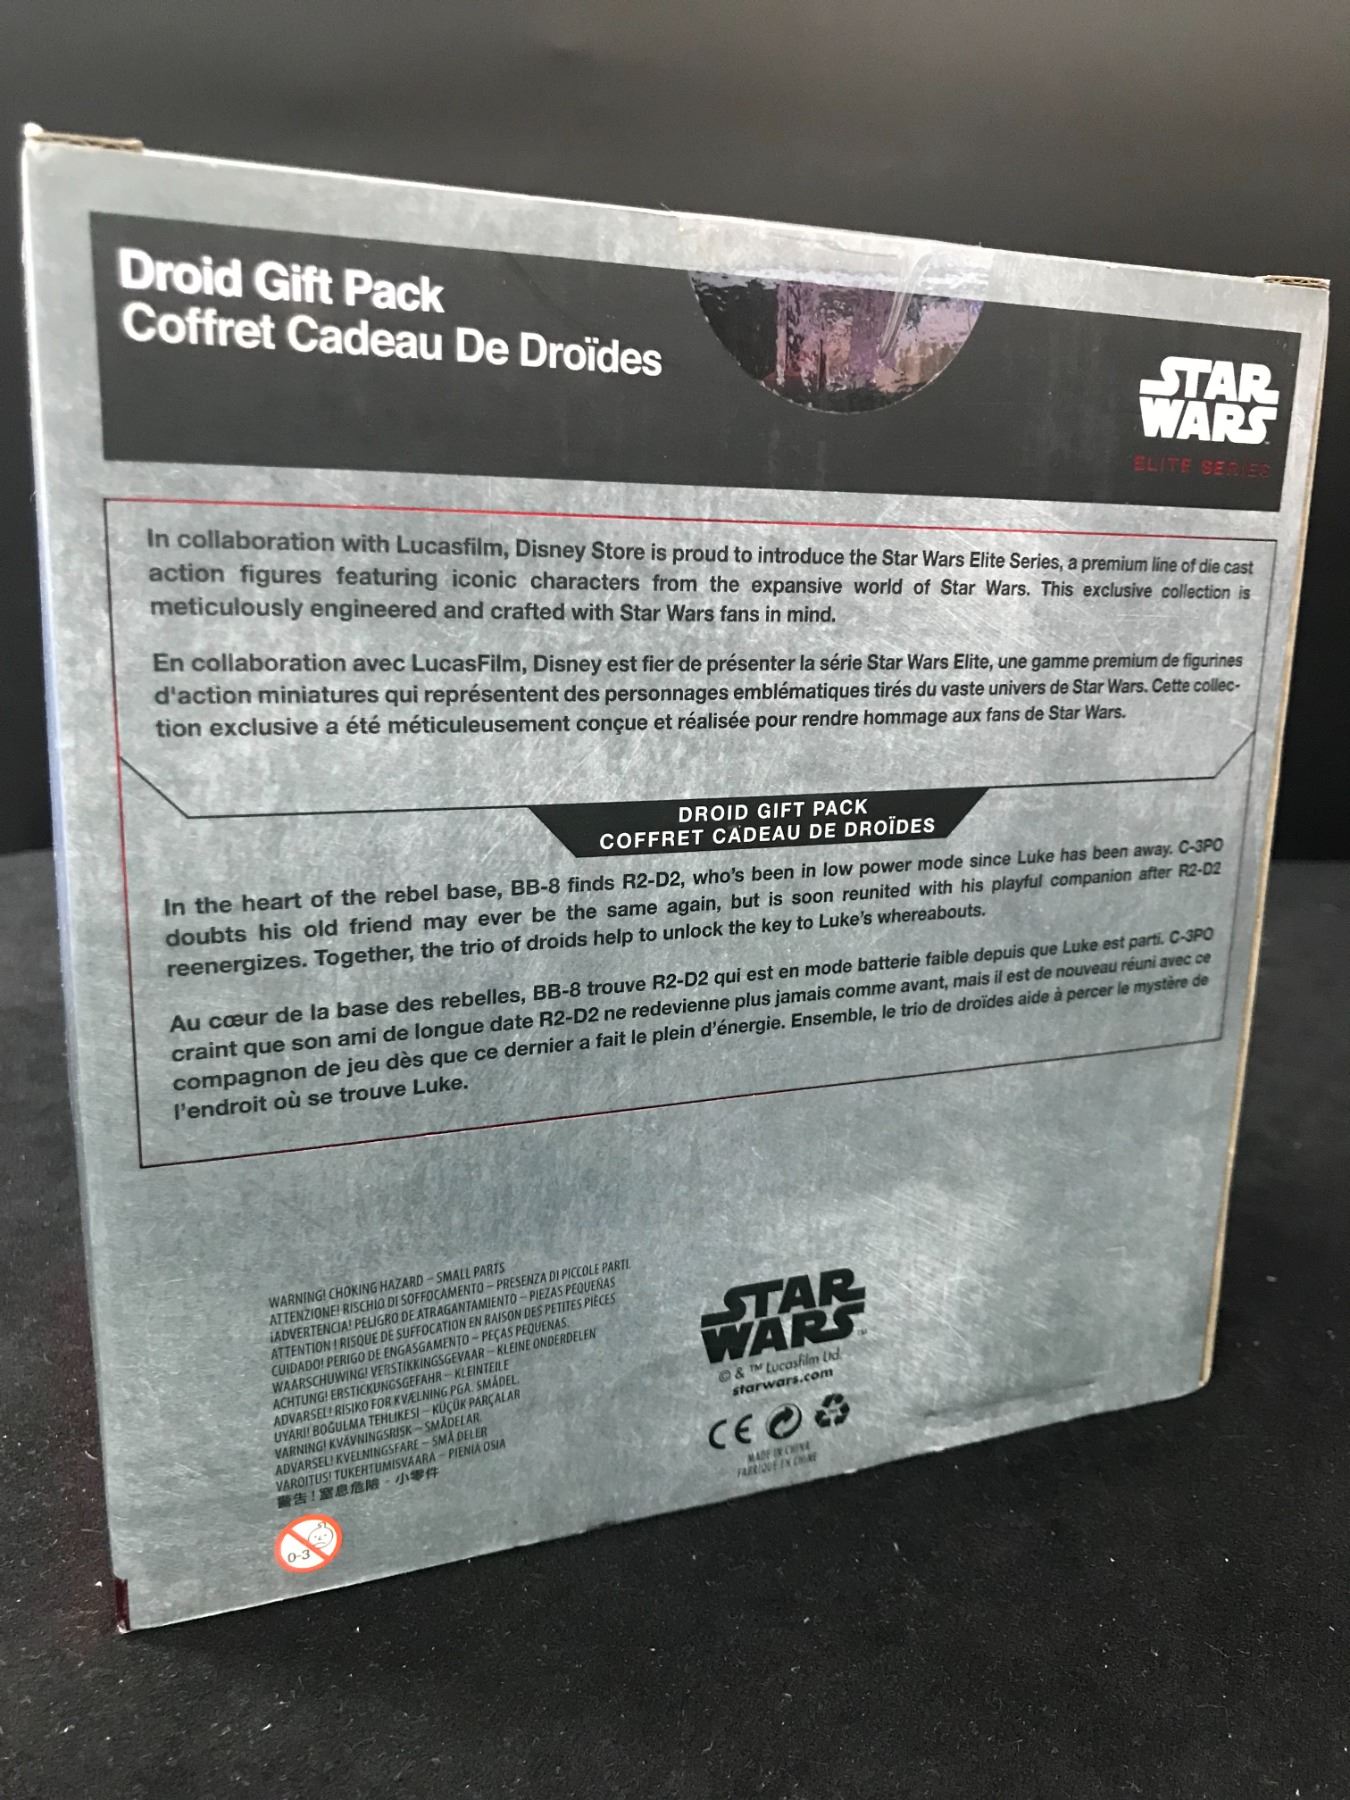 Droid Gift Pack
Coffret Cadeau De Droïdes
STAR
WARS
ELITE SERIES
In collaboration with Lucasfilm, Disney Store is proud to introduce the Star Wars Elite Series, a premium line of die cast
action figures featuring iconic characters from the expansive world of Star Wars. This exclusive collection is
meticulously engineered and crafted with Star Wars fans in mind.
En collaboration avec LucasFilm, Disney est fier de présenter la série Star Wars Elite, une gamme premium de figurines
d'action miniatures qui représentent des personnages emblématiques tirés du vaste univers de Star Wars. Cette collec-
tion exclusive a été méticuleusement conçue et réalisée pour rendre hommage aux fans de Star Wars.
DROID GIFT PACK
COFFRET CADEAU DE DROÏDES
In the heart of the rebel base, BB-8 finds R2-D2, who's been in low power mode since Luke has been away. C-3PO
doubts his old friend may ever be the same again, but is soon reunited with his playful companion after R2-D2
reenergizes. Together, the trio of droids help to unlock the key to Luke's whereabouts.
Au cœur de la base des rebelles, BB-8 trouve R2-D2 qui est en mode batterie faible depuis que Luke est parti. C-3PO
craint que son ami de longue date R2-D2 ne redevienne plus jamais comme avant, mais il est de nouveau réuni avec ce
compagnon de jeu dès que ce dernier a fait le plein d'énergie. Ensemble, le trio de droïdes aide à percer le mystère de
l'endroit où se trouve Luke.
WARNING! CHOKING HAZARD – SMALL PARTS
ATTENZIONE! RISCHIO DI SOFFOCAMENTO – PRESENZA DI PICCOLE PARTI.
¡ADVERTENCIA! PELIGRO DE ATRAGANTAMIENTO – PIEZAS PEQUEÑAS
ATTENTION ! RISQUE DE SUFFOCATION EN RAISON DES PETITES PIÈCES
CUIDADO! PERIGO DE ENGASGAMENTO – PEÇAS PEQUENAS.
WAARSCHUWING! VERSTIKKINGSGEVAAR – KLEINE ONDERDELEN
ACHTUNG! ERSTICKUNGSGEFAHR – KLEINTEILE
ADVARSEL! RISIKO FOR KVÆLNING PGA. SMÅDEL.
UYARI! BOĞULMA TEHLIKESI – KÜÇÜK PARÇALAR
VARNING! KVÄVNINGSRISK – SMÅDELAR
ADVARSEL! KVELNINGSFARE – SMÅ DELER
VAROITUS! TUKEHTUMISVAARA – PIENIÄ OSIA
警告！窒息危險 - 小零件
0-3
STAR
WARS
TM
© & ™ Lucasfilm Ltd.
starwars.com
CE
MADE IN CHINA
FABRIQUÉ EN CHINE